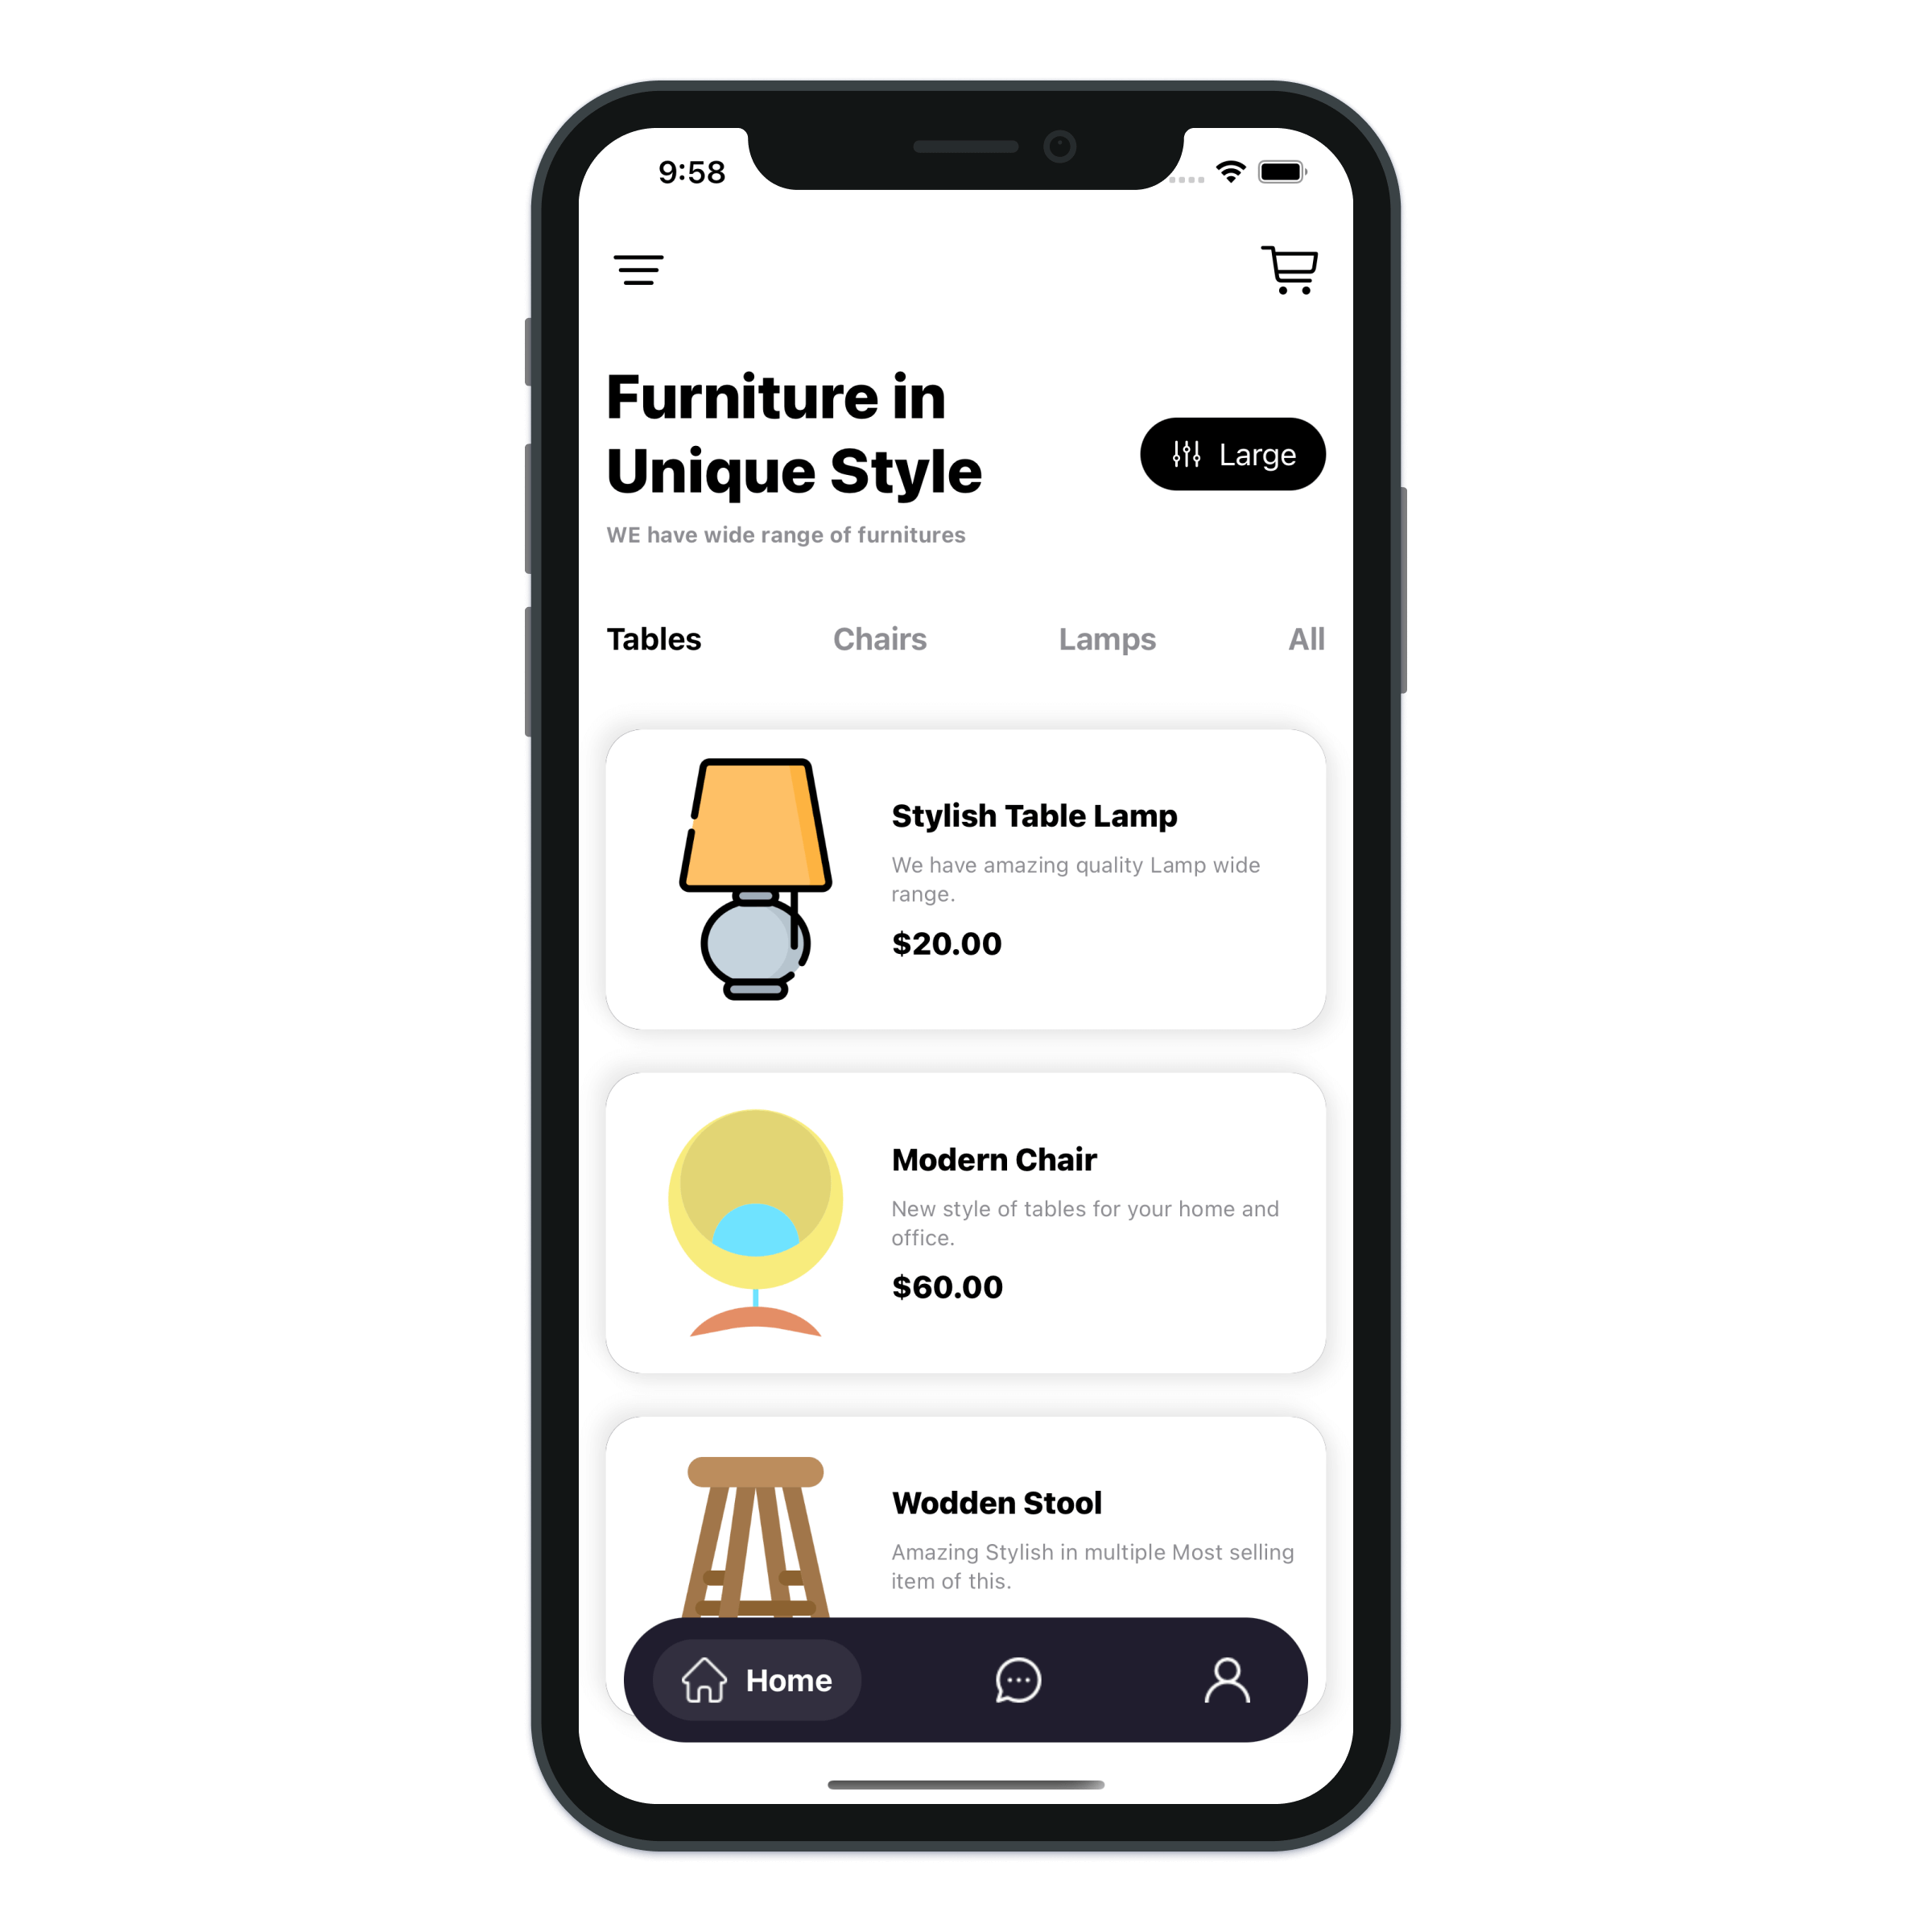 9:58
Furniture in
Unique Style
Large
WE have wide range of furnitures
Tables Chairs Lamps All
Stylish Table Lamp
We have amazing quality Lamp wide
range.
$20.00
Modern Chair
New style of tables for your home and
office.
$60.00
Wodden Stool
Amazing Stylish in multiple Most selling
item of this.
Home